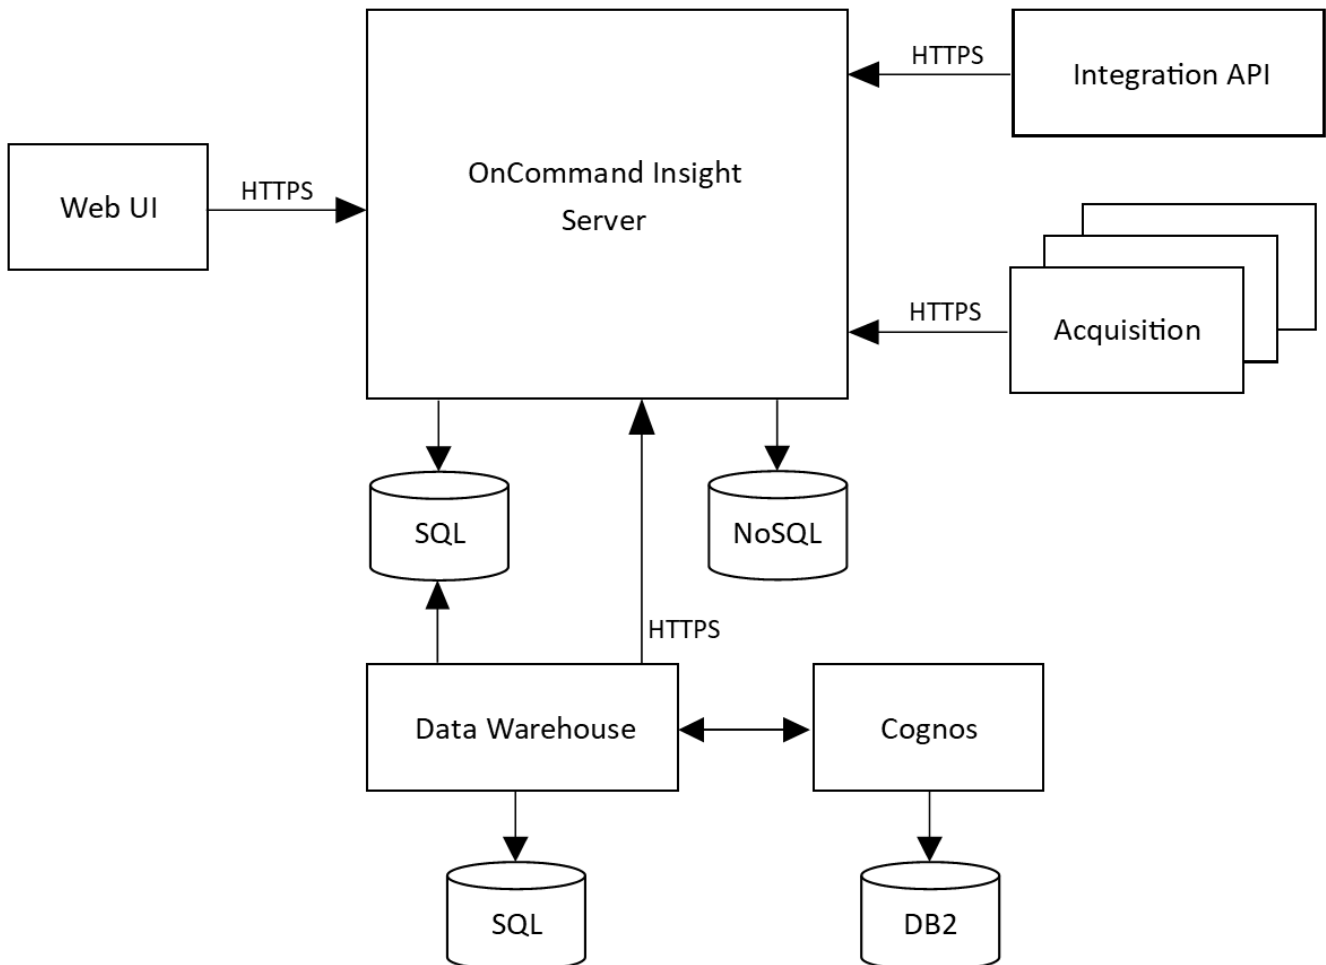 HTTPS
Integration API
OnCommand Insight
Server
Web UI
HTTPS
HTTPS
Acquisition
SQL
NoSQL
HTTPS
Data Warehouse
Cognos
SQL
DB2